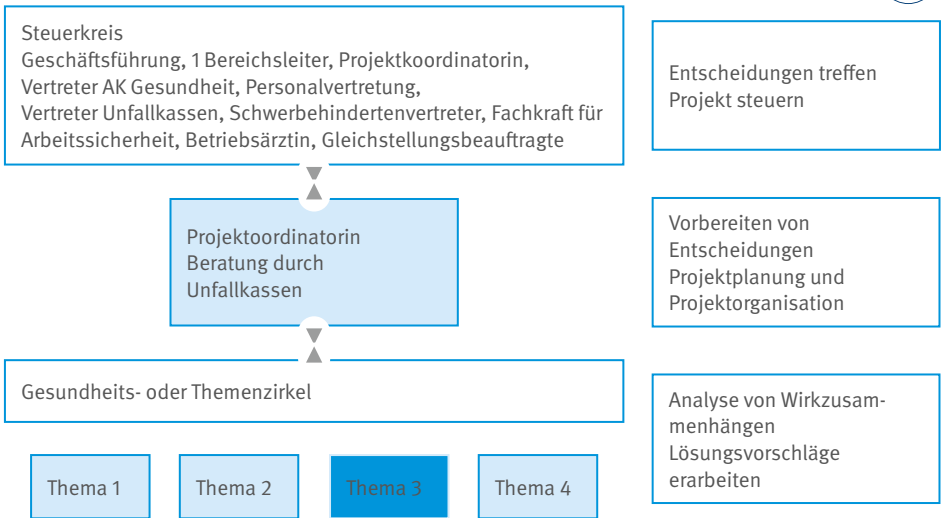 Steuerkreis
Geschäftsführung, 1 Bereichsleiter, Projektkoordinatorin,
Vertreter AK Gesundheit, Personalvertretung,
Vertreter Unfallkassen, Schwerbehindertenvertreter, Fachkraft für
Arbeitssicherheit, Betriebsärztin, Gleichstellungsbeauftragte
Entscheidungen treffen
Projekt steuern
Projektoordinatorin
Beratung durch
Unfallkassen
Vorbereiten von
Entscheidungen
Projektplanung und
Projektorganisation
Gesundheits- oder Themenzirkel
Analyse von Wirkzusam-
menhängen
Lösungsvorschläge
erarbeiten
Thema 1
Thema 2
Thema 3
Thema 4